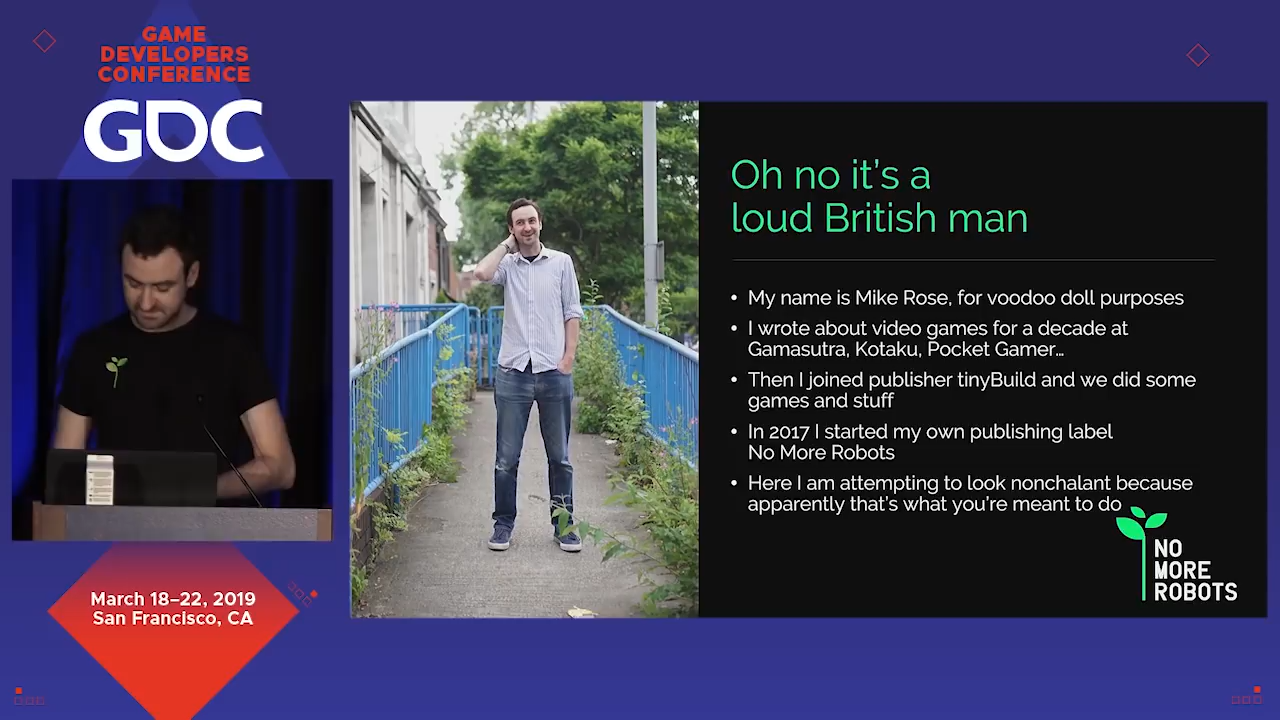 GAME
DEVELOPERS
CONFERENCE
GDC
March 18–22, 2019
San Francisco, CA
Oh no it's a
loud British man
• My name is Mike Rose, for voodoo doll purposes
• I wrote about video games for a decade at
Gamasutra, Kotaku, Pocket Gamer...
• Then I joined publisher tinyBuild and we did some
games and stuff
• In 2017 I started my own publishing label
No More Robots
• Here I am attempting to look nonchalant because
apparently that's what you're meant to do
NO
MORE
ROBOTS